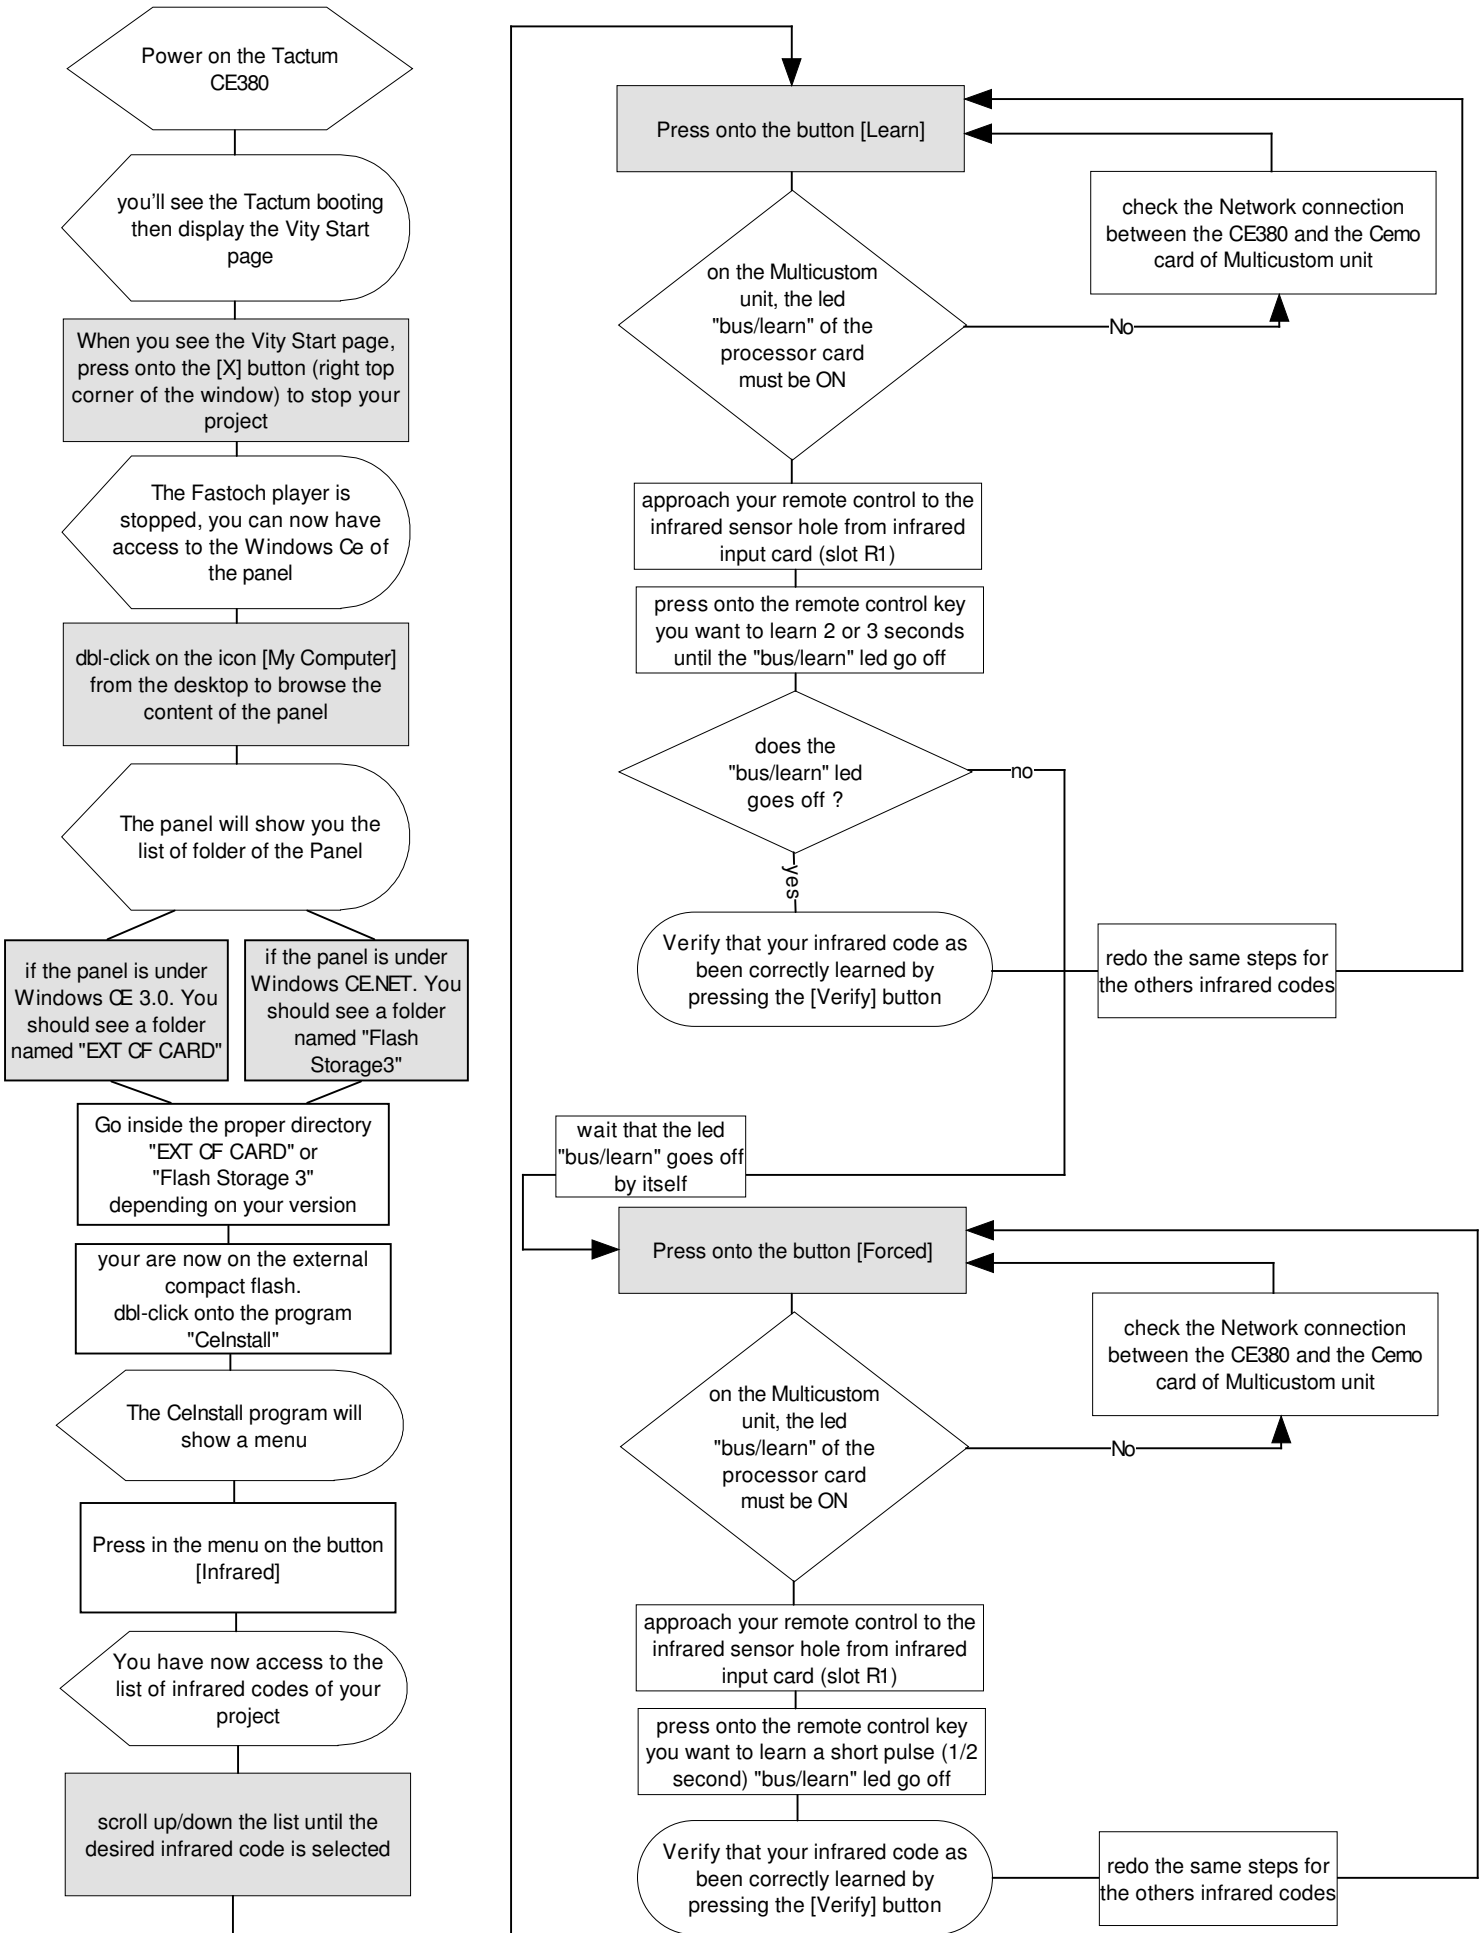 Power on the Tactum
CE380
you'll see the Tactum booting
then display the Vity Start
page
When you see the Vity Start page,
press onto the [X] button (right top
corner of the window) to stop your
project
The Fastoch player is
stopped, you can now have
access to the Windows Ce of
the panel
dbl-click on the icon [My Computer]
from the desktop to browse the
content of the panel
The panel will show you the
list of folder of the Panel
if the panel is under
Windows CE 3.0. You
should see a folder
named "EXT CF CARD"
if the panel is under
Windows CE.NET. You
should see a folder
named "Flash
Storage3"
Go inside the proper directory
"EXT CF CARD" or
"Flash Storage 3"
depending on your version
your are now on the external
compact flash.
dbl-click onto the program
"CeInstall"
The CeInstall program will
show a menu
Press in the menu on the button
[Infrared]
You have now access to the
list of infrared codes of your
project
scroll up/down the list until the
desired infrared code is selected
Press onto the button [Learn]
check the Network connection
between the CE380 and the Cemo
card of Multicustom unit
on the Multicustom
unit, the led
"bus/learn" of the
processor card
must be ON
No
approach your remote control to the
infrared sensor hole from infrared
input card (slot R1)
press onto the remote control key
you want to learn 2 or 3 seconds
until the "bus/learn" led go off
does the
"bus/learn" led
goes off ?
no
yes
Verify that your infrared code as
been correctly learned by
pressing the [Verify] button
redo the same steps for
the others infrared codes
wait that the led
"bus/learn" goes off
by itself
Press onto the button [Forced]
check the Network connection
between the CE380 and the Cemo
card of Multicustom unit
on the Multicustom
unit, the led
"bus/learn" of the
processor card
must be ON
No
approach your remote control to the
infrared sensor hole from infrared
input card (slot R1)
press onto the remote control key
you want to learn a short pulse (1/2
second) "bus/learn" led go off
Verify that your infrared code as
been correctly learned by
pressing the [Verify] button
redo the same steps for
the others infrared codes